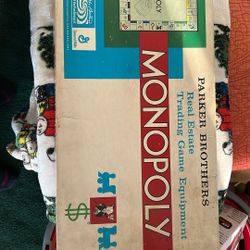 PARKER BROTHERS
Real Estate
Trading Game Equipment
MONOPOLY
$